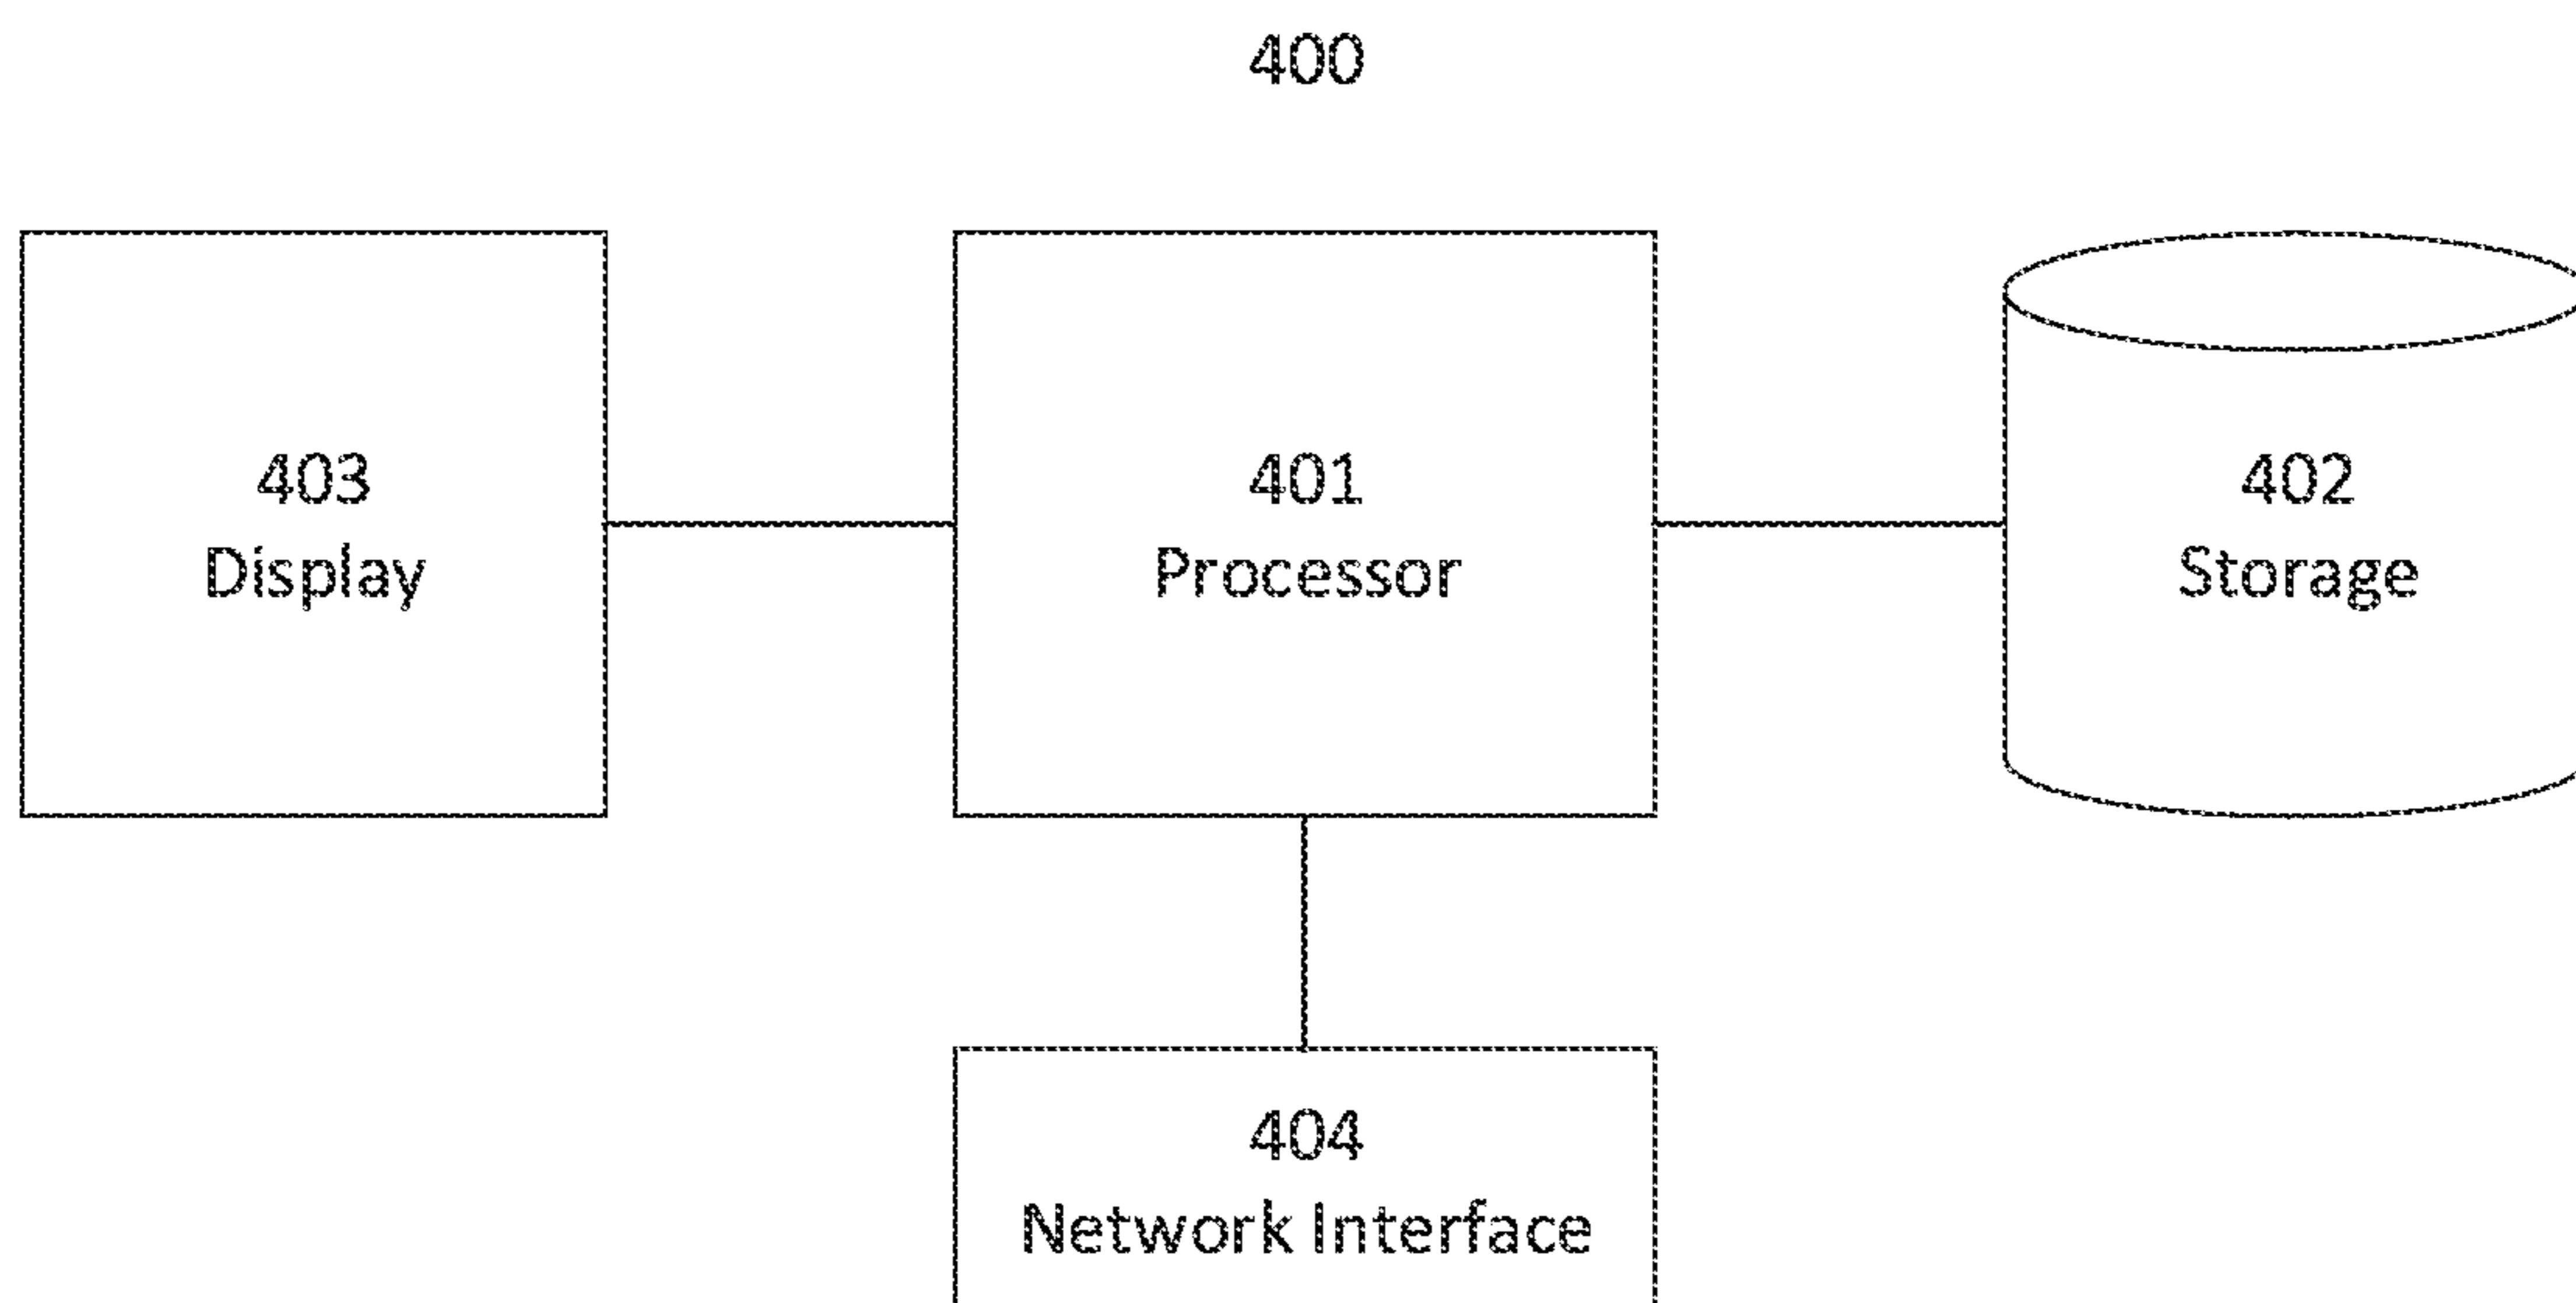 400
403
Display
401
Processor
402
Storage
404
Network Interface